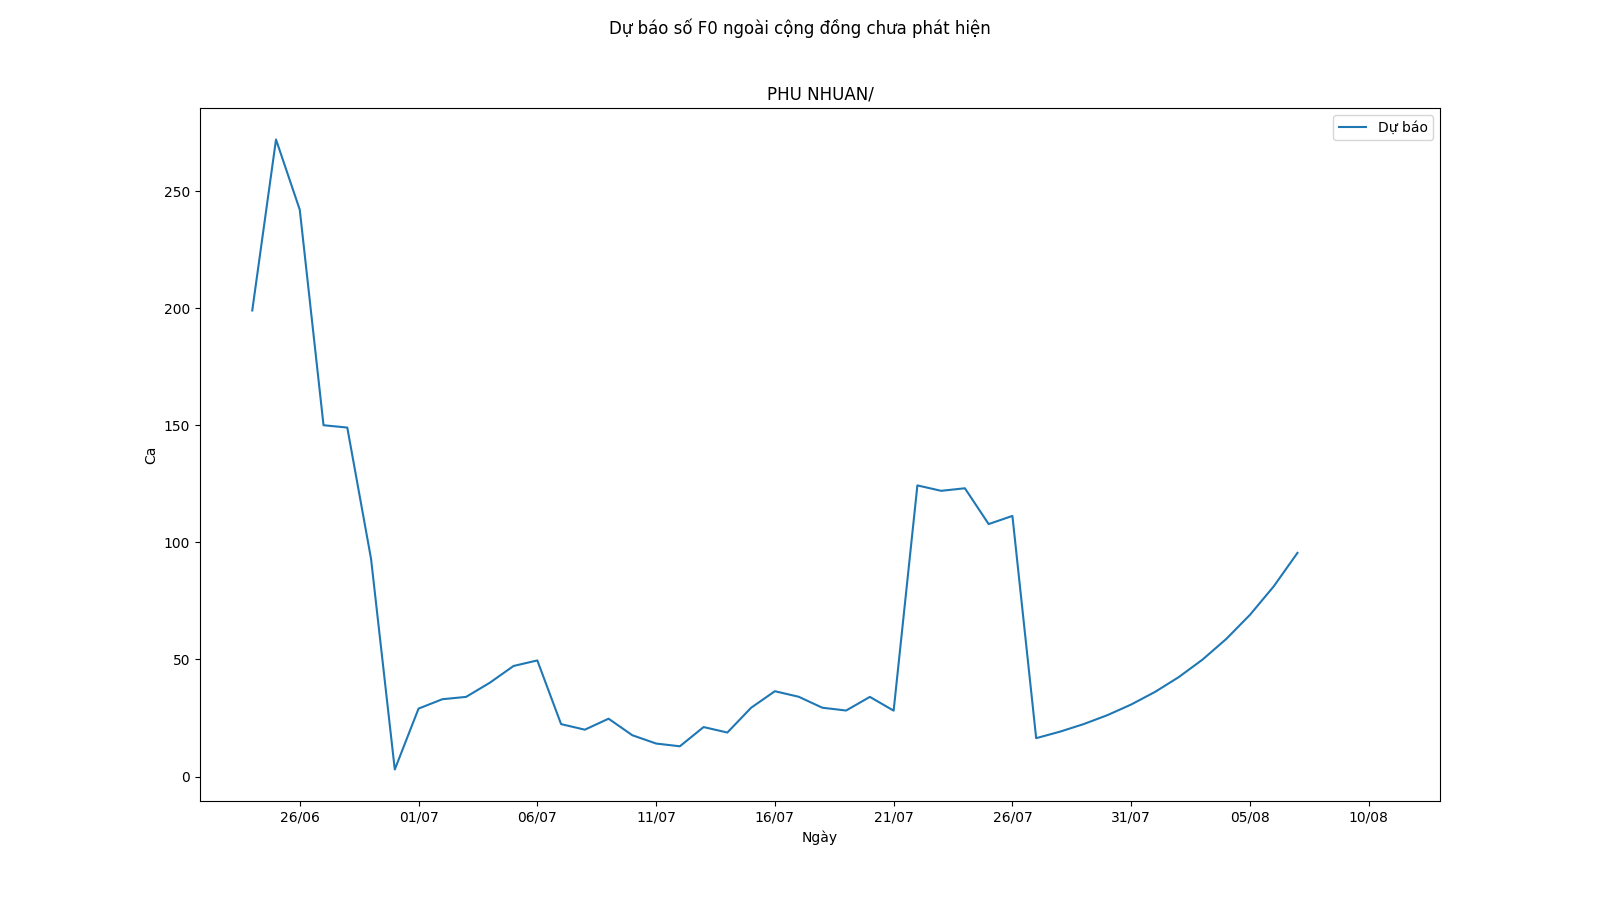 Dự báo số F0 ngoài cộng đồng chưa phát hiện
PHU NHUAN/
Dự báo
250
200
150
100
50
0
Ca
26/06 01/07 06/07 11/07 16/07 21/07 26/07 31/07 05/08 10/08
Ngày